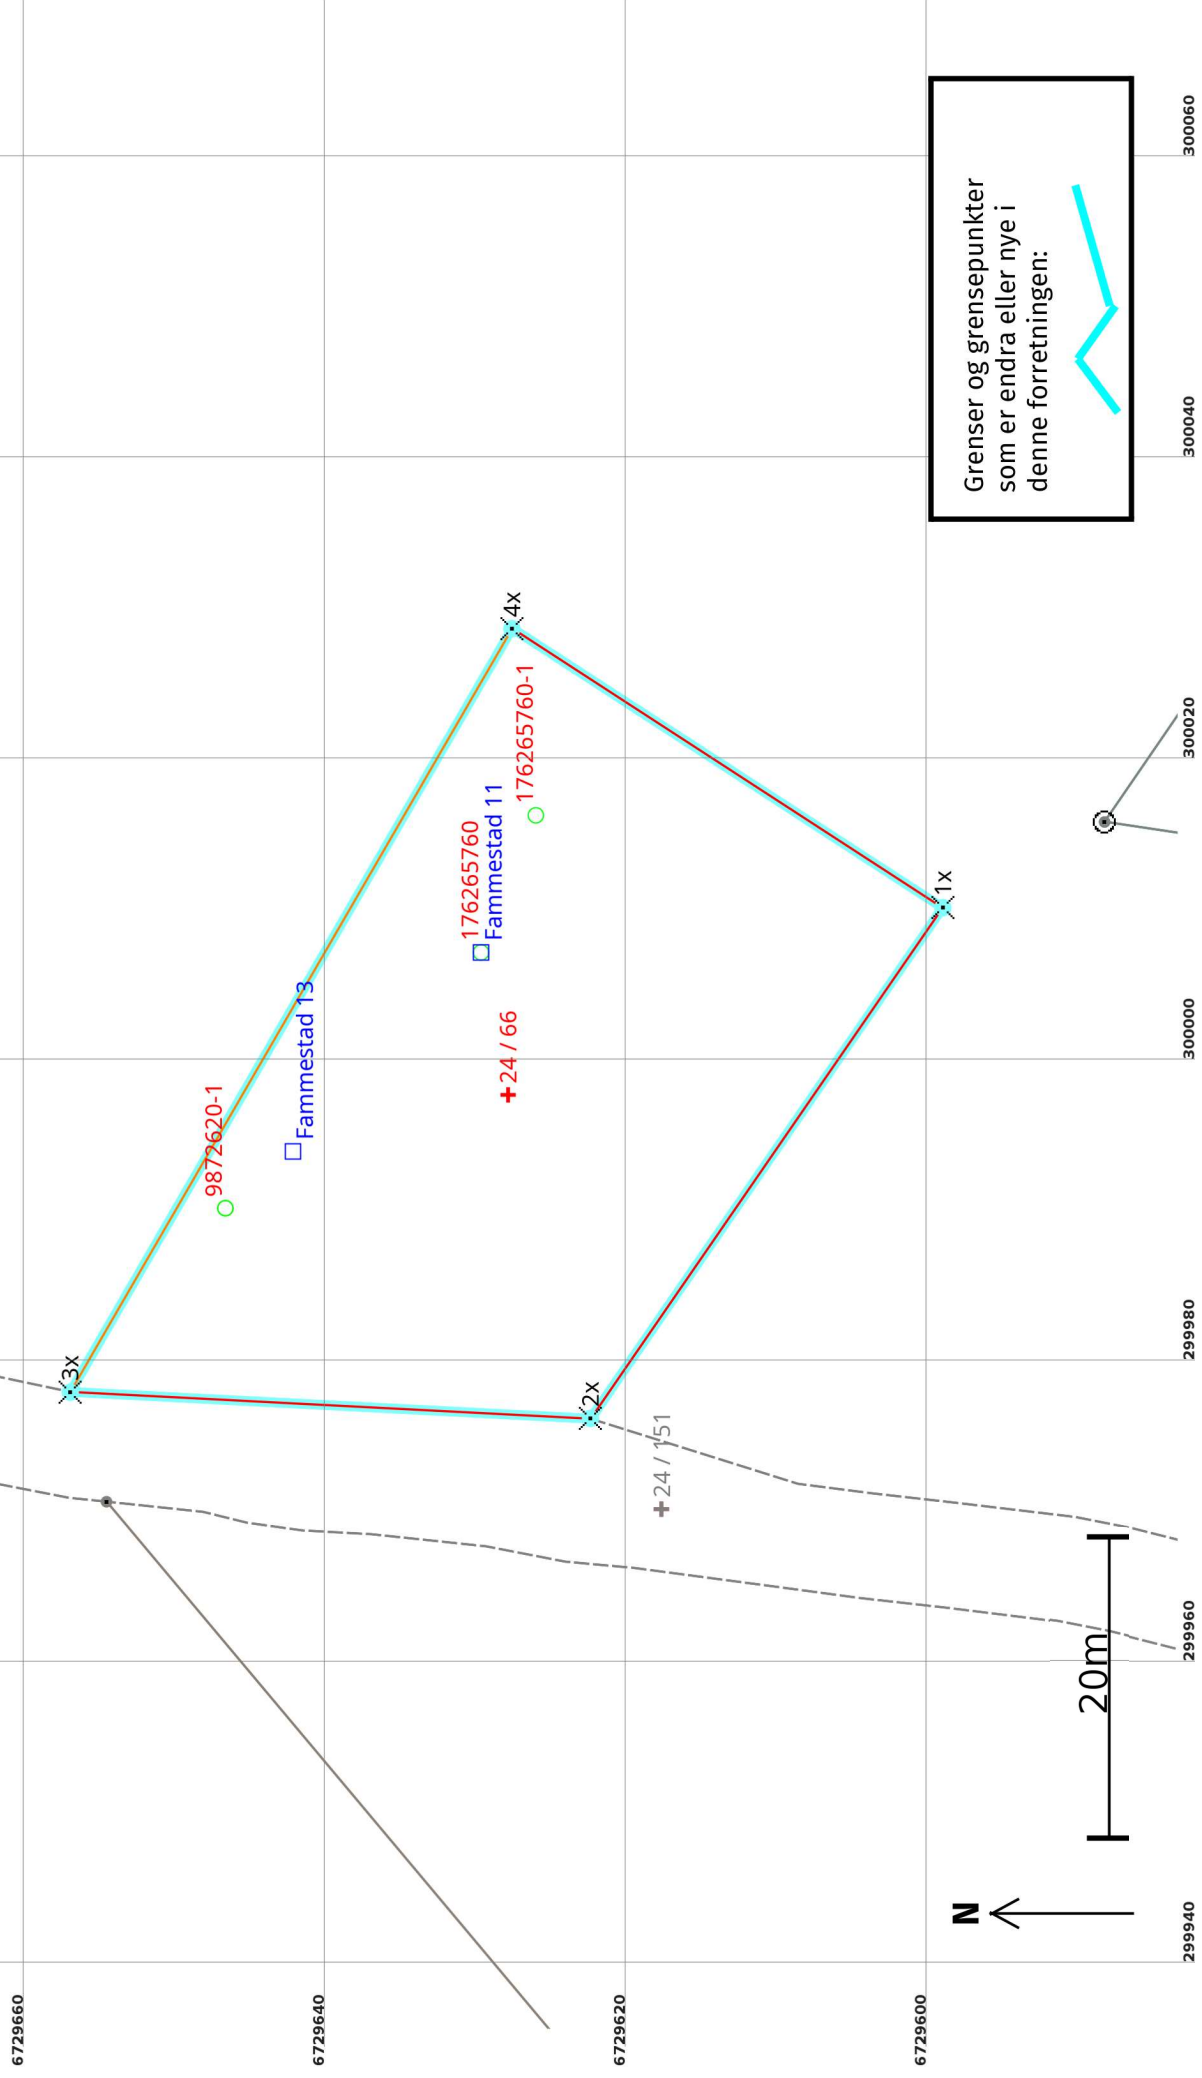 6729660
6729640
6729620
6729600
299940
299960
299980
300000
300020
300040
300060
3x
2x
4x
1x
9872620-1
Fammestad 13
176265760
Fammestad 11
176265760-1
24 / 66
24 / 151
N
20m
Grenser og grensepunkter
som er endra eller nye i
denne forretningen: